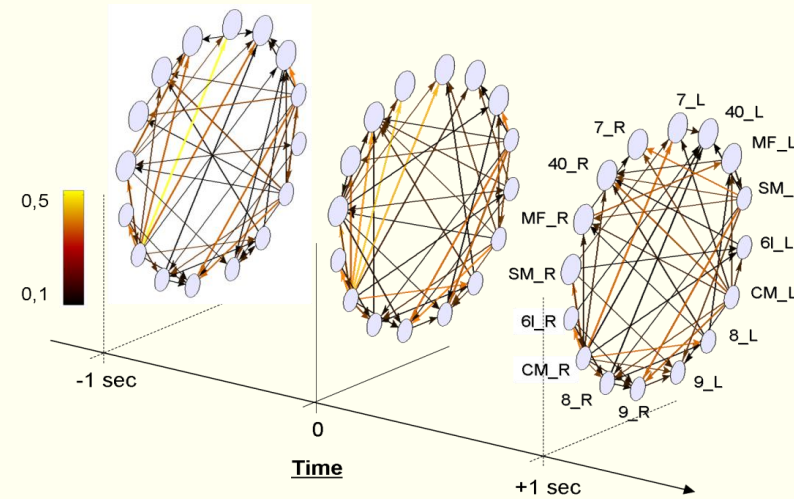 7_L
40_L
7_R
MF_L
40_R
SM_
0,5
MF_R
6l_L
SM_R
CM_L
0,1
6l_R
8_L
CM_R
9_L
-1 sec
8_R
9_R
0
Time
+1 sec